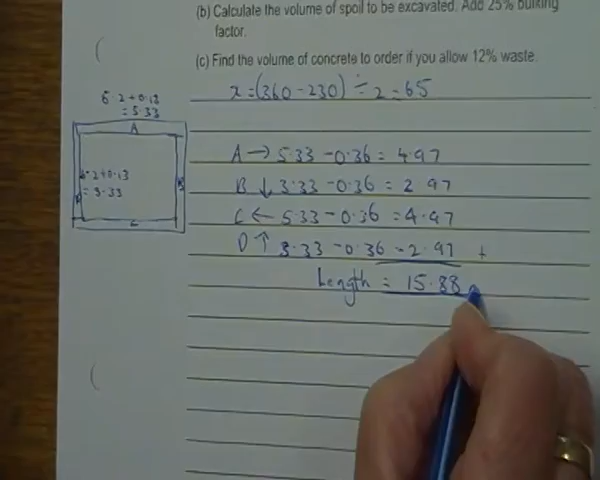 (b) Calculate the volume of spoil to be excavated. Add 25% bulking
factor.
(c) Find the volume of concrete to order if you allow 12% waste.
x = (360 - 230) ÷ 2 = 65
5.2 + 0.13
= 5.33
A
3.2 + 0.13
= 3.33
B
D
C
A → 5.33 - 0.36 = 4.97
B ↓ 3.33 - 0.36 = 2.97
C ← 5.33 - 0.36 = 4.97
D ↑ 3.33 - 0.36 = 2.97 +
Length = 15.88